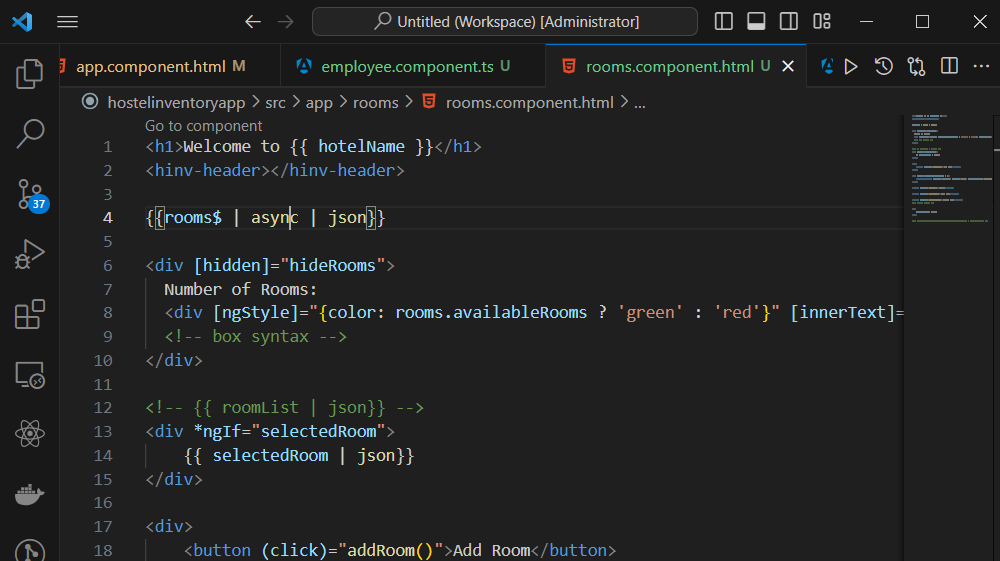 Untitled (Workspace) [Administrator]
app.component.html M employee.component.ts U rooms.component.html U
hostelinventoryapp > src > app > rooms > rooms.component.html > ...
Go to component
1 <h1>Welcome to {{ hotelName }}</h1>
2 <hinv-header></hinv-header>
3
4 {{rooms$ | async | json}}
5
6 <div [hidden]="hideRooms">
7 Number of Rooms:
8 <div [ngStyle]="{color: rooms.availableRooms ? 'green' : 'red'}" [innerText]=
9 <!-- box syntax -->
10 </div>
11
12 <!-- {{ roomList | json}} -->
13 <div *ngIf="selectedRoom">
14 {{ selectedRoom | json}}
15 </div>
16
17 <div>
18 <button (click)="addRoom()">Add Room</button>
37